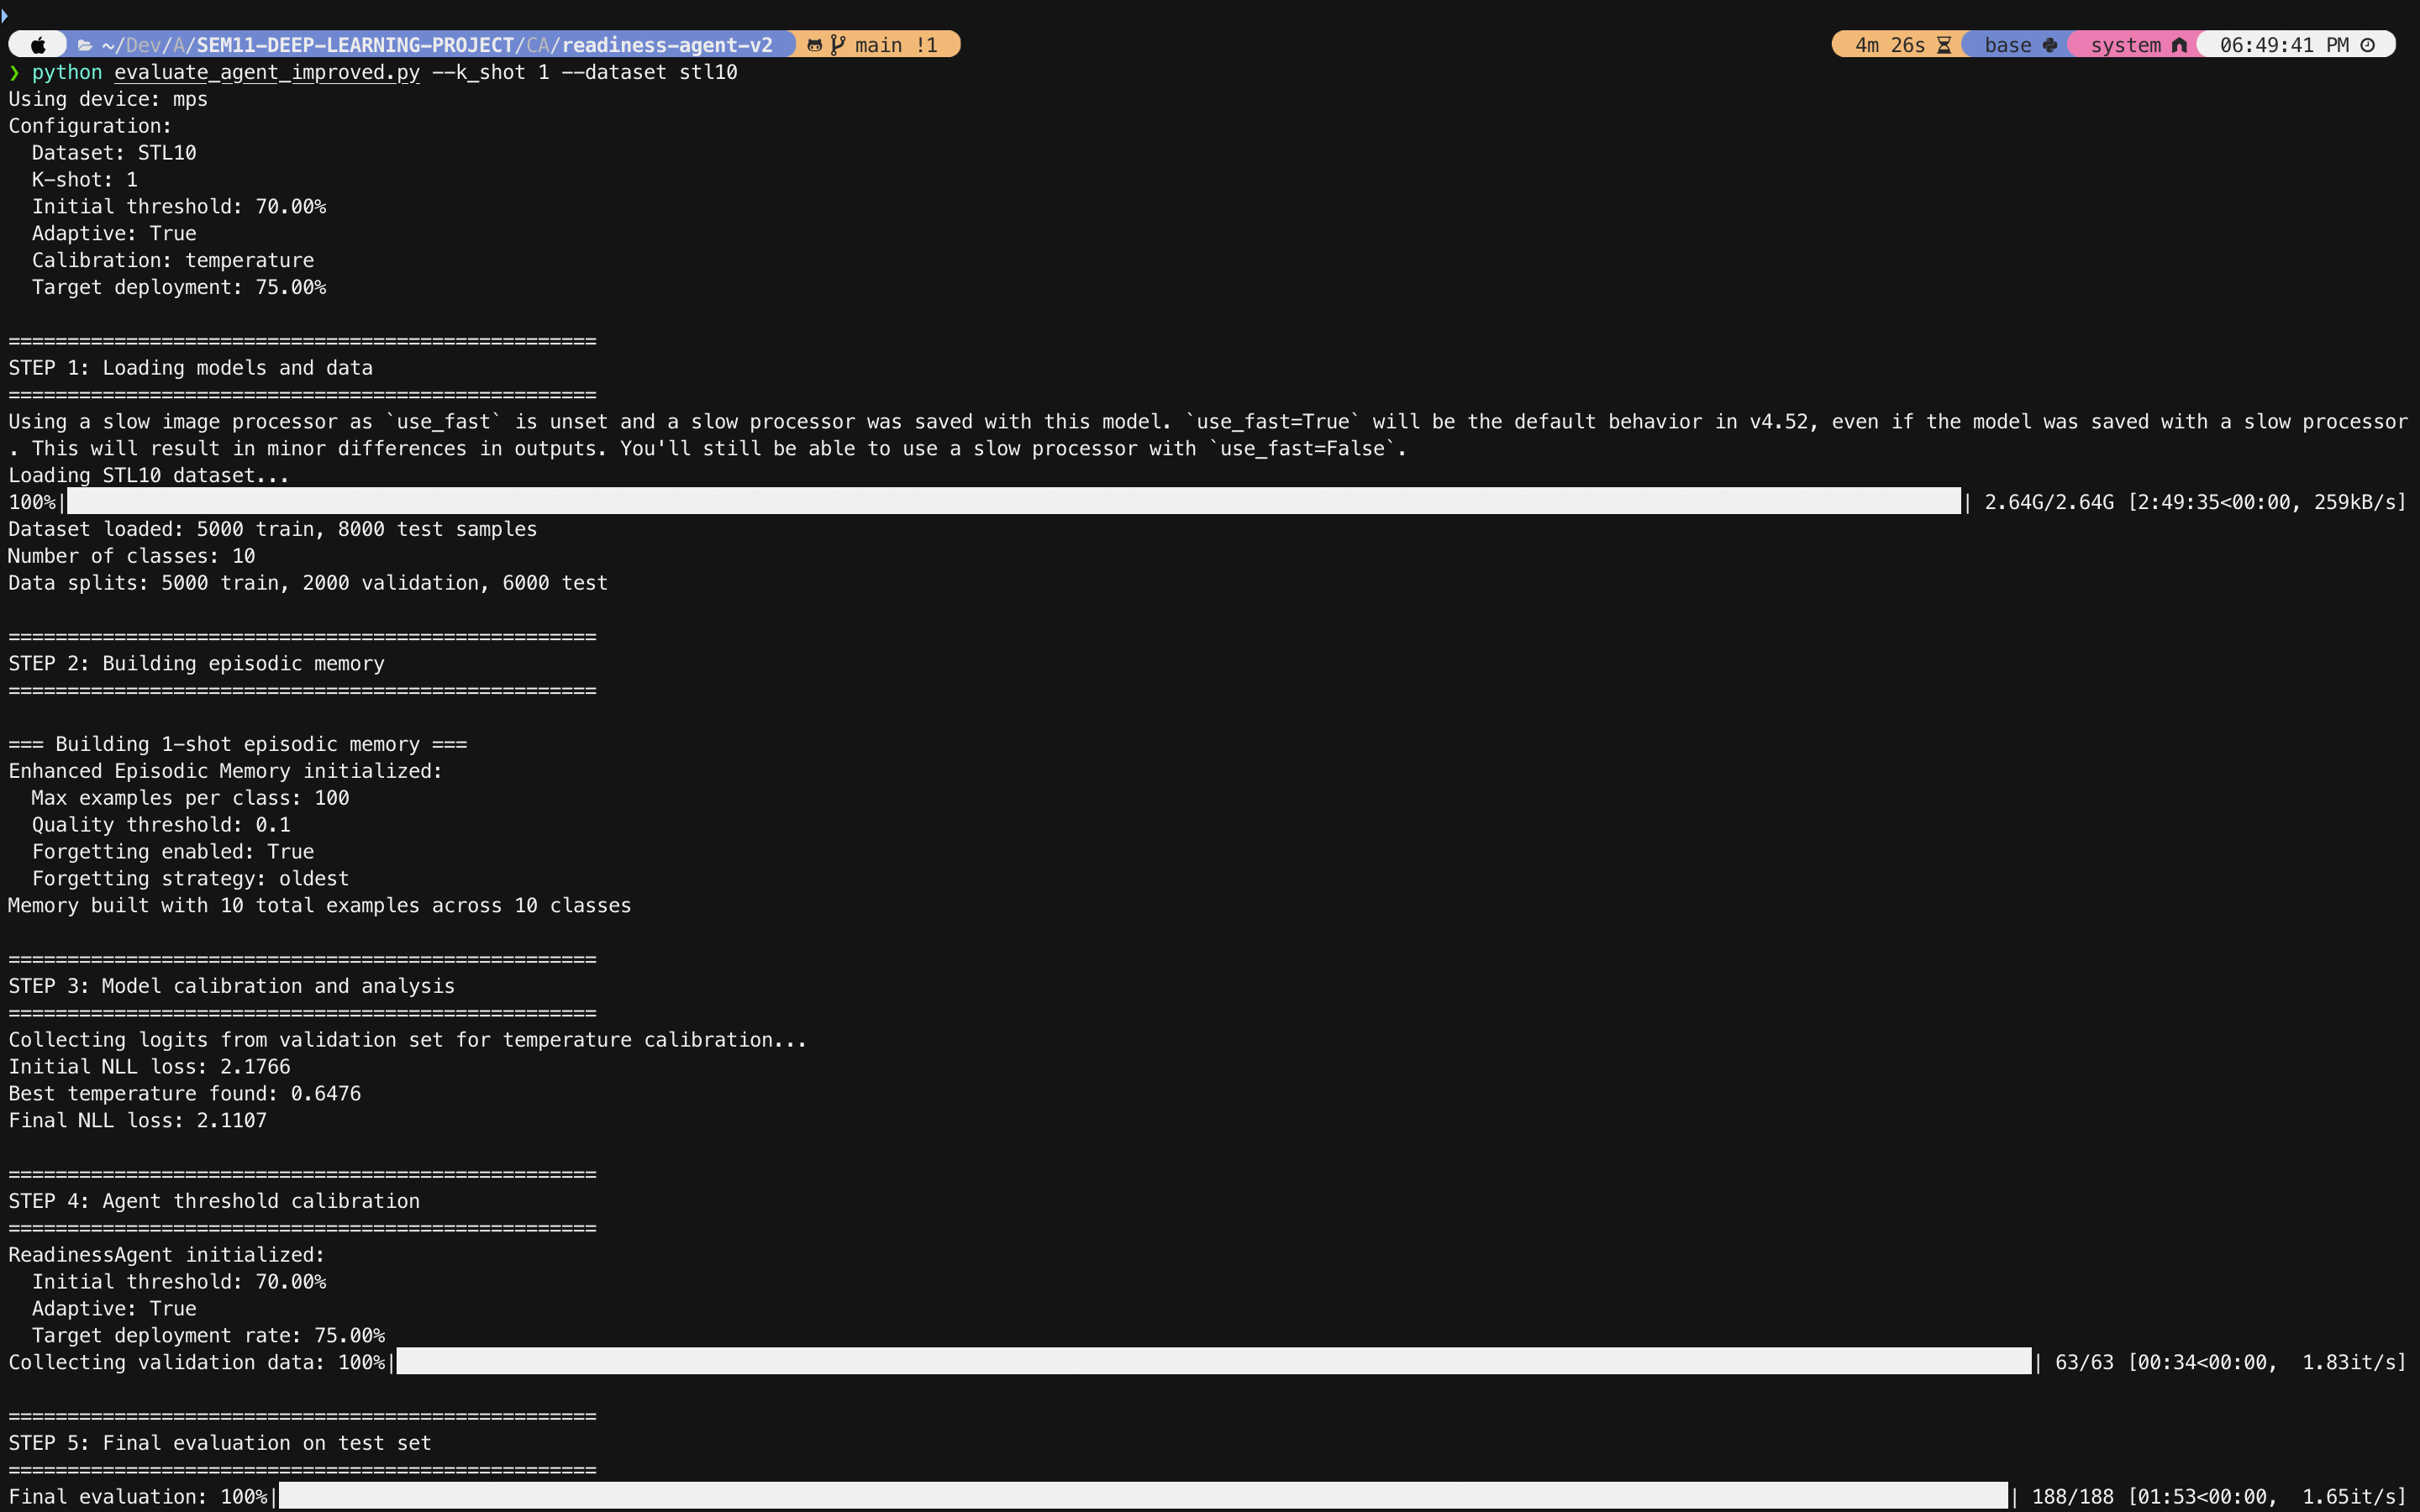 ~/Dev/A/SEM11-DEEP-LEARNING-PROJECT/CA/readiness-agent-v2 main !1 4m 26s base system 06:49:41 PM
❯ python evaluate_agent_improved.py --k_shot 1 --dataset stl10
Using device: mps
Configuration:
  Dataset: STL10
  K-shot: 1
  Initial threshold: 70.00%
  Adaptive: True
  Calibration: temperature
  Target deployment: 75.00%
==================================================
STEP 1: Loading models and data
==================================================
Using a slow image processor as `use_fast` is unset and a slow processor was saved with this model. `use_fast=True` will be the default behavior in v4.52, even if the model was saved with a slow processor
. This will result in minor differences in outputs. You'll still be able to use a slow processor with `use_fast=False`.
Loading STL10 dataset...
100%| | 2.64G/2.64G [2:49:35<00:00, 259kB/s]
Dataset loaded: 5000 train, 8000 test samples
Number of classes: 10
Data splits: 5000 train, 2000 validation, 6000 test
==================================================
STEP 2: Building episodic memory
==================================================
=== Building 1-shot episodic memory ===
Enhanced Episodic Memory initialized:
  Max examples per class: 100
  Quality threshold: 0.1
  Forgetting enabled: True
  Forgetting strategy: oldest
Memory built with 10 total examples across 10 classes
==================================================
STEP 3: Model calibration and analysis
==================================================
Collecting logits from validation set for temperature calibration...
Initial NLL loss: 2.1766
Best temperature found: 0.6476
Final NLL loss: 2.1107
==================================================
STEP 4: Agent threshold calibration
==================================================
ReadinessAgent initialized:
  Initial threshold: 70.00%
  Adaptive: True
  Target deployment rate: 75.00%
Collecting validation data: 100%| | 63/63 [00:34<00:00,  1.83it/s]
==================================================
STEP 5: Final evaluation on test set
==================================================
Final evaluation: 100%| | 188/188 [01:53<00:00,  1.65it/s]